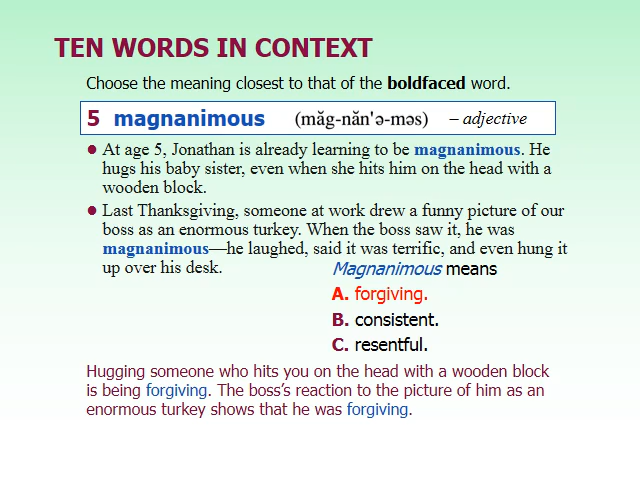 TEN WORDS IN CONTEXT
Choose the meaning closest to that of the boldfaced word.
5 magnanimous (măg-năn'ə-məs) – adjective
● At age 5, Jonathan is already learning to be magnanimous. He
hugs his baby sister, even when she hits him on the head with a
wooden block.
● Last Thanksgiving, someone at work drew a funny picture of our
boss as an enormous turkey. When the boss saw it, he was
magnanimous—he laughed, said it was terrific, and even hung it
up over his desk.
Magnanimous means
A. forgiving.
B. consistent.
C. resentful.
Hugging someone who hits you on the head with a wooden block
is being forgiving. The boss’s reaction to the picture of him as an
enormous turkey shows that he was forgiving.